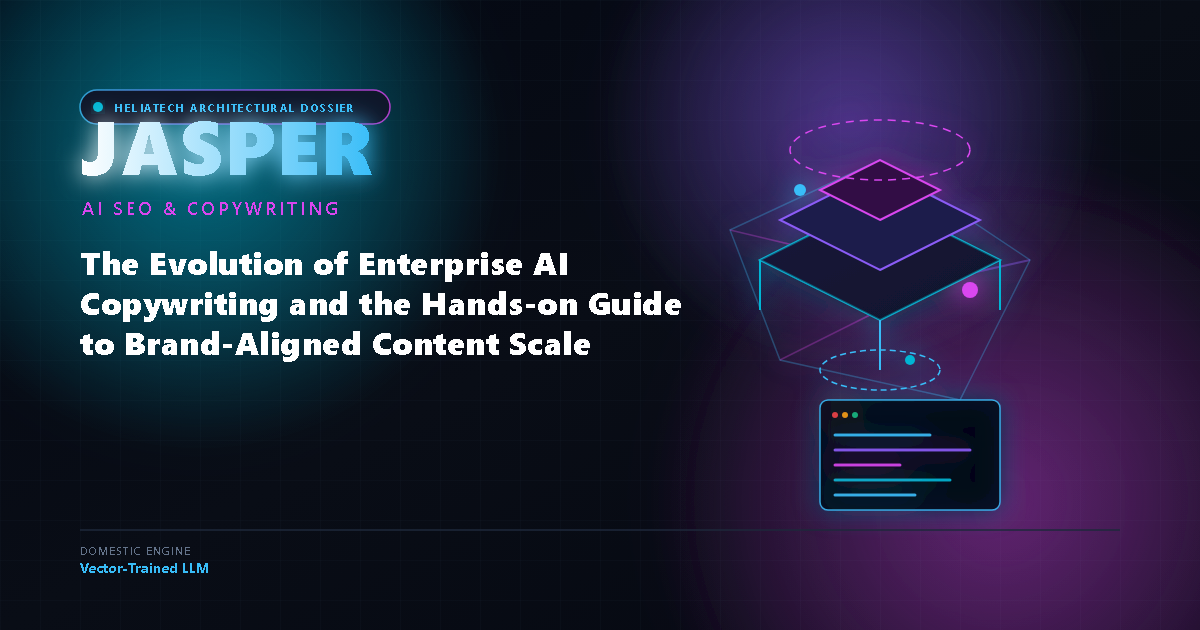 HELIATECH ARCHITECTURAL DOSSIER
JASPER
AI SEO & COPYWRITING
The Evolution of Enterprise AI
Copywriting and the Hands-on Guide
to Brand-Aligned Content Scale
DOMESTIC ENGINE
Vector-Trained LLM